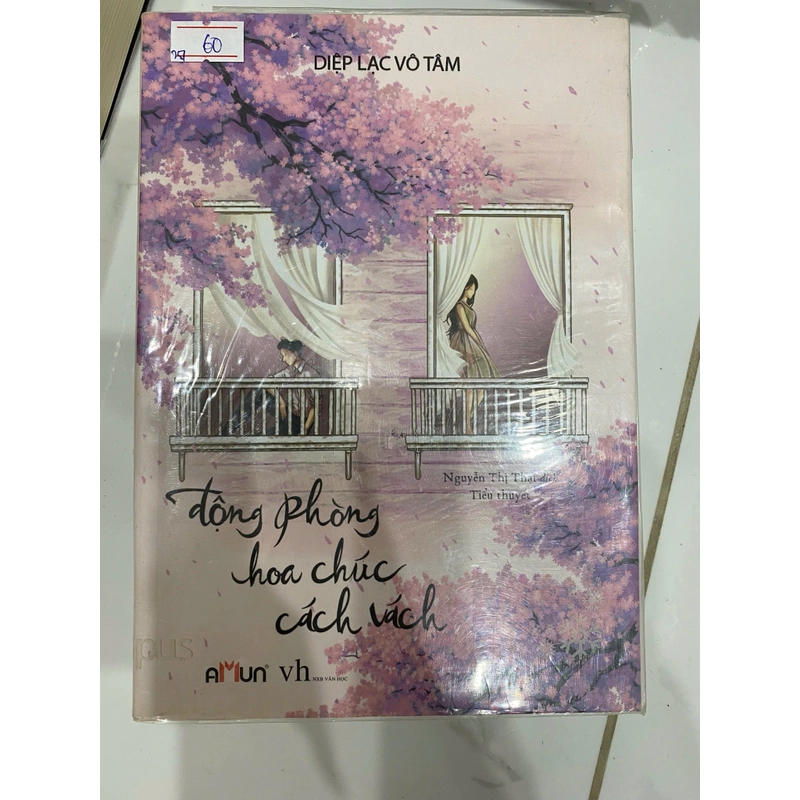 60
DIỆP LẠC VÔ TÂM
Nguyễn Thị Thại dịch
Tiểu thuyết
động phòng
hoa chúc
cách vách
pus
AMUN vh NXB VĂN HỌC